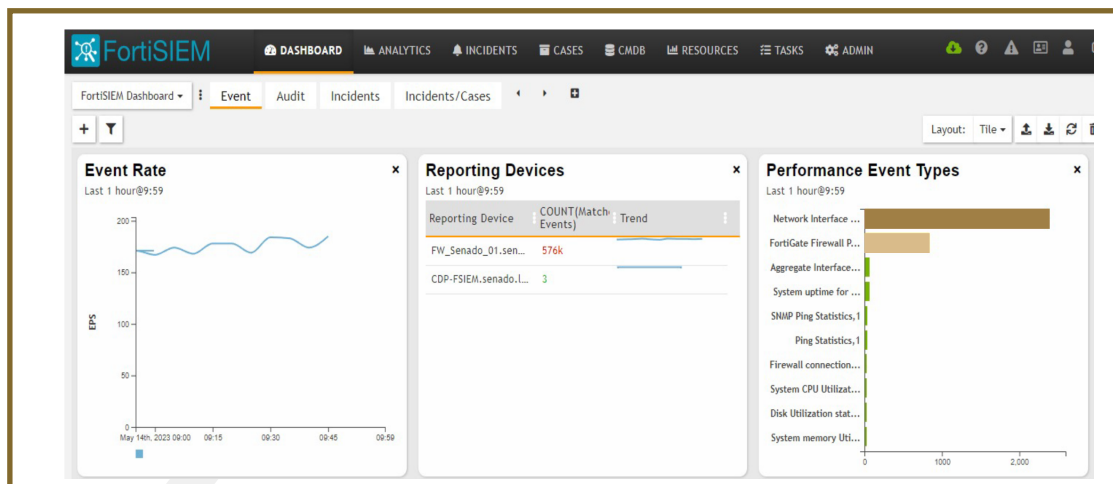 FortiSIEM
DASHBOARD ANALYTICS INCIDENTS CASES CMDB RESOURCES TASKS ADMIN
FortiSIEM Dashboard Event Audit Incidents Incidents/Cases
Layout: Tile
Event Rate
Last 1 hour@9:59
200
150
100
50
0
EPS
May 14th, 2023 09:00 09:15 09:30 09:45 09:59
Reporting Devices
Last 1 hour@9:59
Reporting Device COUNT(Match Events) Trend
FW_Senado_01.sen... 576k
CDP-FSIEM.senado.l... 3
Performance Event Types
Last 1 hour@9:59
Network Interface ...
FortiGate Firewall P...
Aggregate Interface...
System uptime for ...
SNMP Ping Statistics,1
Ping Statistics,1
Firewall connection...
System CPU Utilizat...
Disk Utilization stat...
System memory Uti...
0 1000 2,000